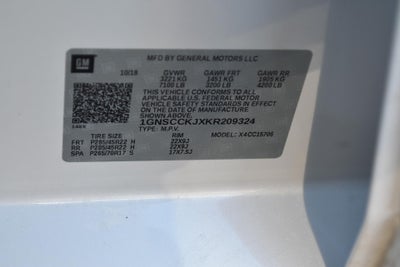 GM
MFD BY GENERAL MOTORS LLC
10/18 GVWR GAWR FRT GAWR RR
3221 KG 1451 KG 1905 KG
7100 LB 3200 LB 4200 LB
THIS VEHICLE CONFORMS TO ALL
APPLICABLE U.S. FEDERAL MOTOR
VEHICLE SAFETY STANDARDS IN
EFFECT ON THE DATE OF MANUFACTURE
SHOWN ABOVE.
1GNSCCKJXKR209324
TYPE: M.P.V. MODEL: X4CC15706
TIRE SIZE RIM
FRT P285/45R22 H 22X9J
RR P285/45R22 H 22X9J
SPA P265/70R17 S 17X7.5J